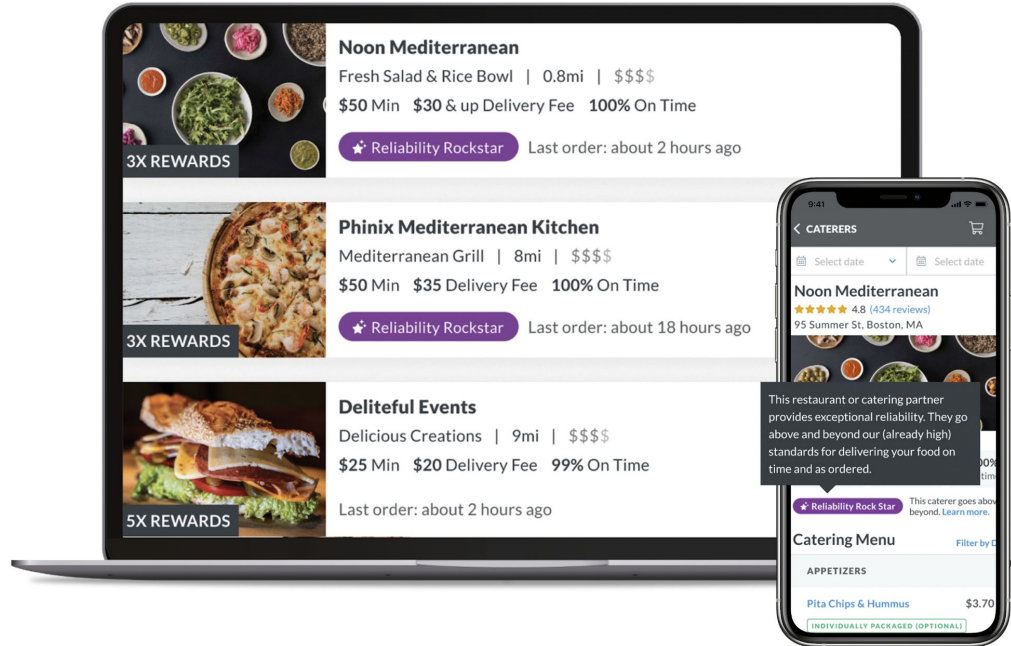 Noon Mediterranean
Fresh Salad & Rice Bowl | 0.8mi | $$$$
$50 Min $30 & up Delivery Fee 100% On Time
Reliability Rockstar Last order: about 2 hours ago
3X REWARDS
Phinix Mediterranean Kitchen
Mediterranean Grill | 8mi | $$$$
$50 Min $35 Delivery Fee 100% On Time
Reliability Rockstar Last order: about 18 hours ago
3X REWARDS
Deliteful Events
Delicious Creations | 9mi | $$$$
$25 Min $20 Delivery Fee 99% On Time
Last order: about 2 hours ago
5X REWARDS
9:41
CATERERS
Select date Select date
Noon Mediterranean
4.8 (434 reviews)
95 Summer St, Boston, MA
This restaurant or catering partner
provides exceptional reliability. They go
above and beyond our (already high)
standards for delivering your food on
time and as ordered.
Reliability Rock Star
This caterer goes abov
beyond. Learn more.
Catering Menu Filter by D
APPETIZERS
Pita Chips & Hummus $3.70
INDIVIDUALLY PACKAGED (OPTIONAL)